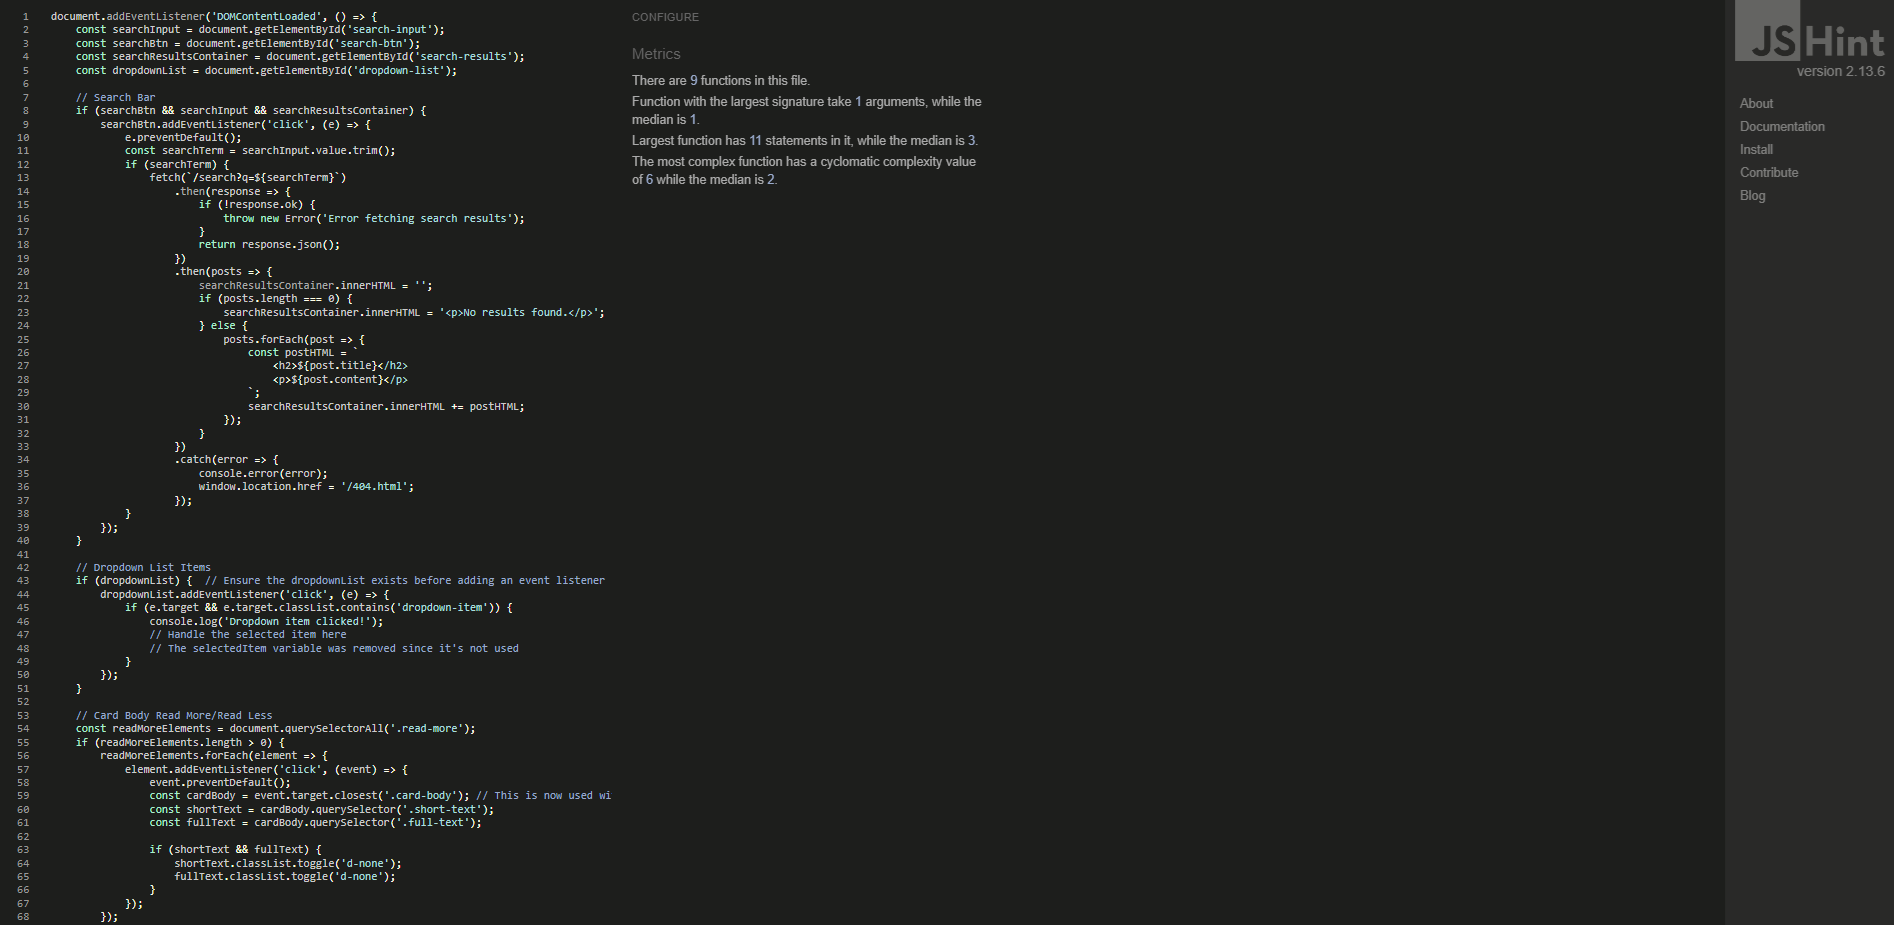 1 document.addEventListener('DOMContentLoaded', () => {
2 const searchInput = document.getElementById('search-input');
3 const searchBtn = document.getElementById('search-btn');
4 const searchResultsContainer = document.getElementById('search-results');
5 const dropdownList = document.getElementById('dropdown-list');
6
7 // Search Bar
8 if (searchBtn && searchInput && searchResultsContainer) {
9 searchBtn.addEventListener('click', (e) => {
10 e.preventDefault();
11 const searchTerm = searchInput.value.trim();
12 if (searchTerm) {
13 fetch(`/search?q=${searchTerm}`)
14 .then(response => {
15 if (!response.ok) {
16 throw new Error('Error fetching search results');
17 }
18 return response.json();
19 })
20 .then(posts => {
21 searchResultsContainer.innerHTML = '';
22 if (posts.length === 0) {
23 searchResultsContainer.innerHTML = '<p>No results found.</p>';
24 } else {
25 posts.forEach(post => {
26 const postHTML = `
27 <h2>${post.title}</h2>
28 <p>${post.content}</p>
29 `;
30 searchResultsContainer.innerHTML += postHTML;
31 });
32 }
33 })
34 .catch(error => {
35 console.error(error);
36 window.location.href = '/404.html';
37 });
38 }
39 });
40 }
41
42 // Dropdown List Items
43 if (dropdownList) { // Ensure the dropdownList exists before adding an event listener
44 dropdownList.addEventListener('click', (e) => {
45 if (e.target && e.target.classList.contains('dropdown-item')) {
46 console.log('Dropdown item clicked!');
47 // Handle the selected item here
48 // The selectedItem variable was removed since it's not used
49 }
50 });
51 }
52
53 // Card Body Read More/Read Less
54 const readMoreElements = document.querySelectorAll('.read-more');
55 if (readMoreElements.length > 0) {
56 readMoreElements.forEach(element => {
57 element.addEventListener('click', (event) => {
58 event.preventDefault();
59 const cardBody = event.target.closest('.card-body'); // This is now used wi
60 const shortText = cardBody.querySelector('.short-text');
61 const fullText = cardBody.querySelector('.full-text');
62
63 if (shortText && fullText) {
64 shortText.classList.toggle('d-none');
65 fullText.classList.toggle('d-none');
66 }
67 });
68 });
CONFIGURE
Metrics
There are 9 functions in this file.
Function with the largest signature take 1 arguments, while the
median is 1.
Largest function has 11 statements in it, while the median is 3.
The most complex function has a cyclomatic complexity value
of 6 while the median is 2.
JSHint
version 2.13.6
About
Documentation
Install
Contribute
Blog